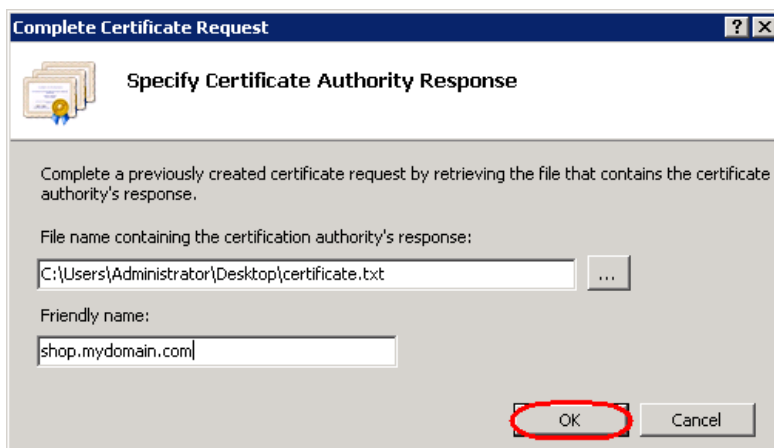 Complete Certificate Request
Specify Certificate Authority Response
Complete a previously created certificate request by retrieving the file that contains the certificate
authority's response.
File name containing the certification authority's response:
C:\Users\Administrator\Desktop\certificate.txt
...
Friendly name:
shop.mydomain.com
OK Cancel